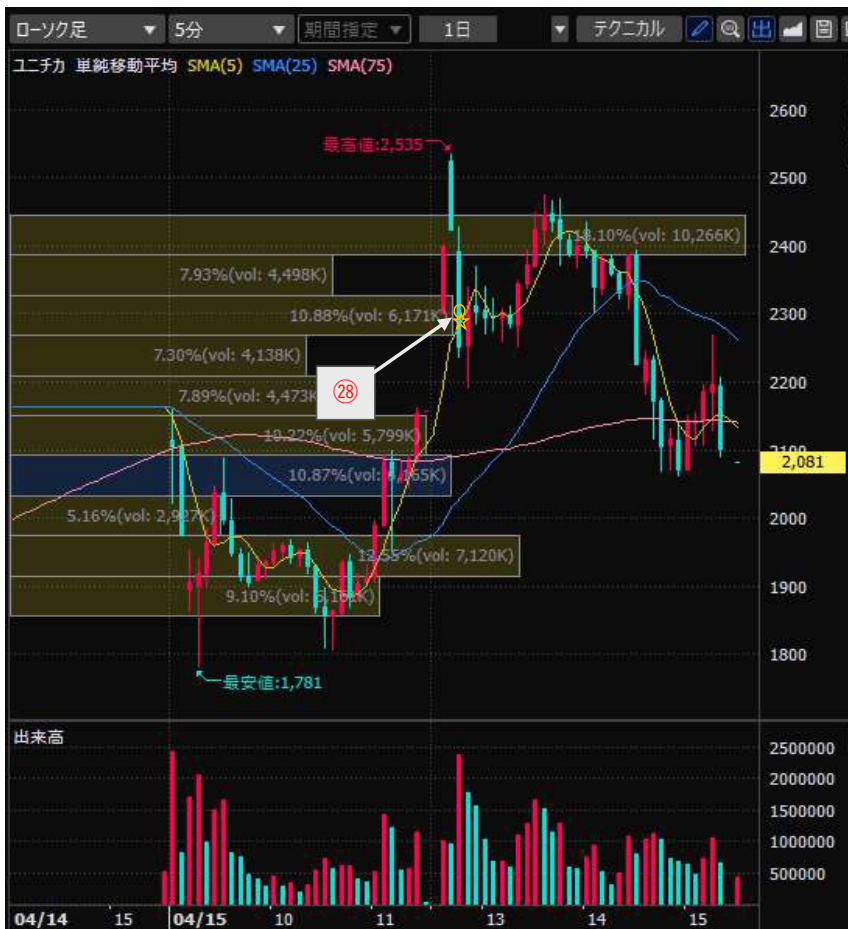 ローソク足 ▼ 5分 ▼ 期間指定 ▼ 1日 ▼ テクニカル 出
ユニチカ 単純移動平均 SMA(5) SMA(25) SMA(75)
2600
最高値:2,535
2500
18.10%(vol: 10,266K)
2400
7.93%(vol: 4,498K)
10.88%(vol: 6,171K)
2300
7.30%(vol: 4,138K)
7.89%(vol: 4,473K
2200
㉘
10.22%(vol: 5,799K)
2100
2,081
10.87%(vol: 6,165K)
5.16%(vol: 2,927K)
2000
12.55%(vol: 7,120K)
1900
9.10%(vol: 5,161K)
1800
最安値:1,781
出来高
2500000
2000000
1500000
1000000
500000
04/14 15 04/15 10 11 13 14 15